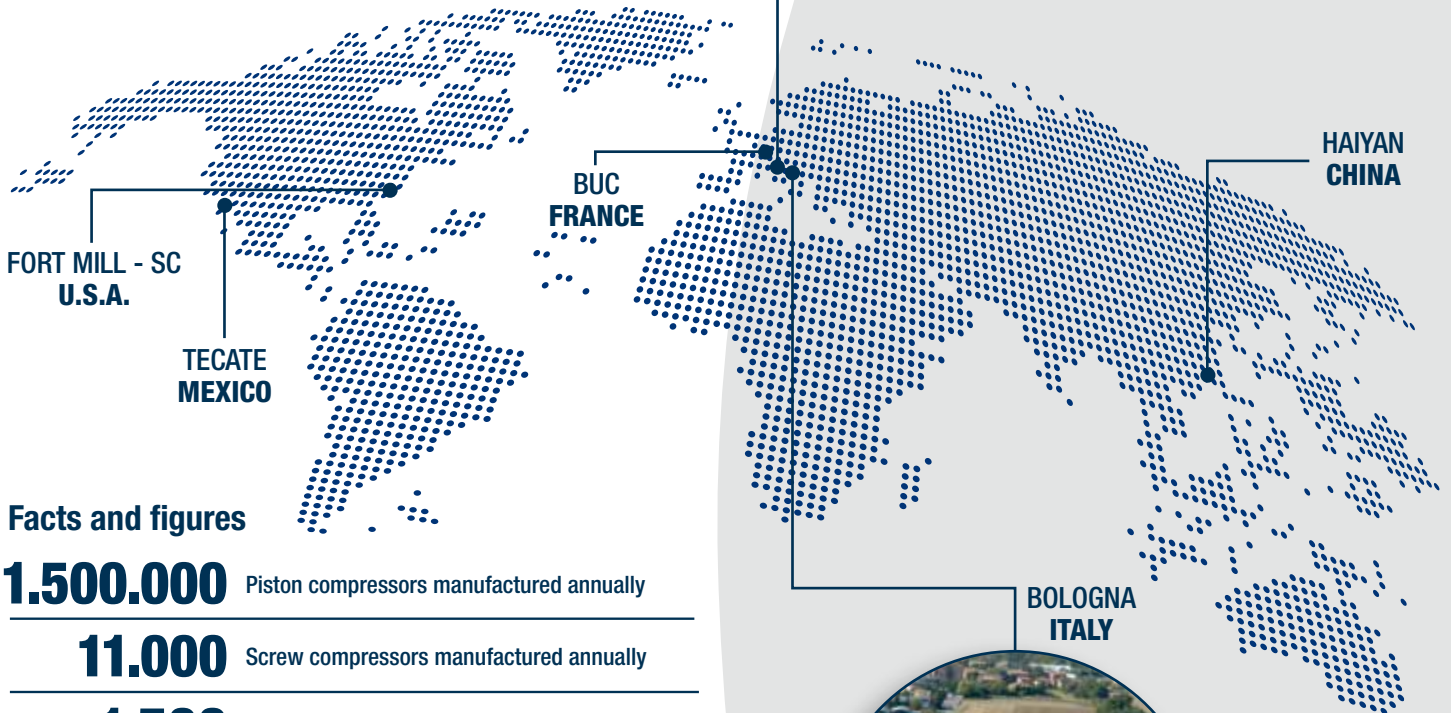 HAIYAN
CHINA
BUC
FRANCE
FORT MILL - SC
U.S.A.
TECATE
MEXICO
Facts and figures
1.500.000 Piston compressors manufactured annually
11.000 Screw compressors manufactured annually
BOLOGNA
ITALY